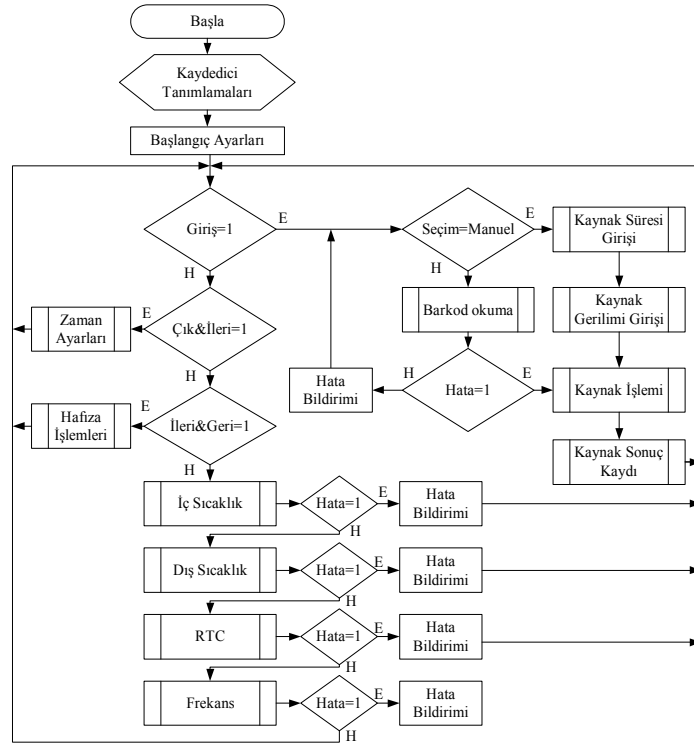 Başla
Kaydedici
Tanımlamaları
Başlangıç Ayarları
Giriş=1
E
H
Seçim=Manuel
E
H
Kaynak Süresi
Girişi
Çık&İleri=1
E
H
Zaman
Ayarları
Barkod okuma
Kaynak
Gerilimi Girişi
Hata=1
H
E
Hata
Bildirimi
Kaynak İşlemi
İleri&Geri=1
E
H
Hafıza
İşlemleri
Kaynak Sonuç
Kaydı
İç Sıcaklık
Hata=1
E
H
Hata
Bildirimi
Dış Sıcaklık
Hata=1
E
H
Hata
Bildirimi
RTC
Hata=1
E
H
Hata
Bildirimi
Frekans
Hata=1
E
H
Hata
Bildirimi